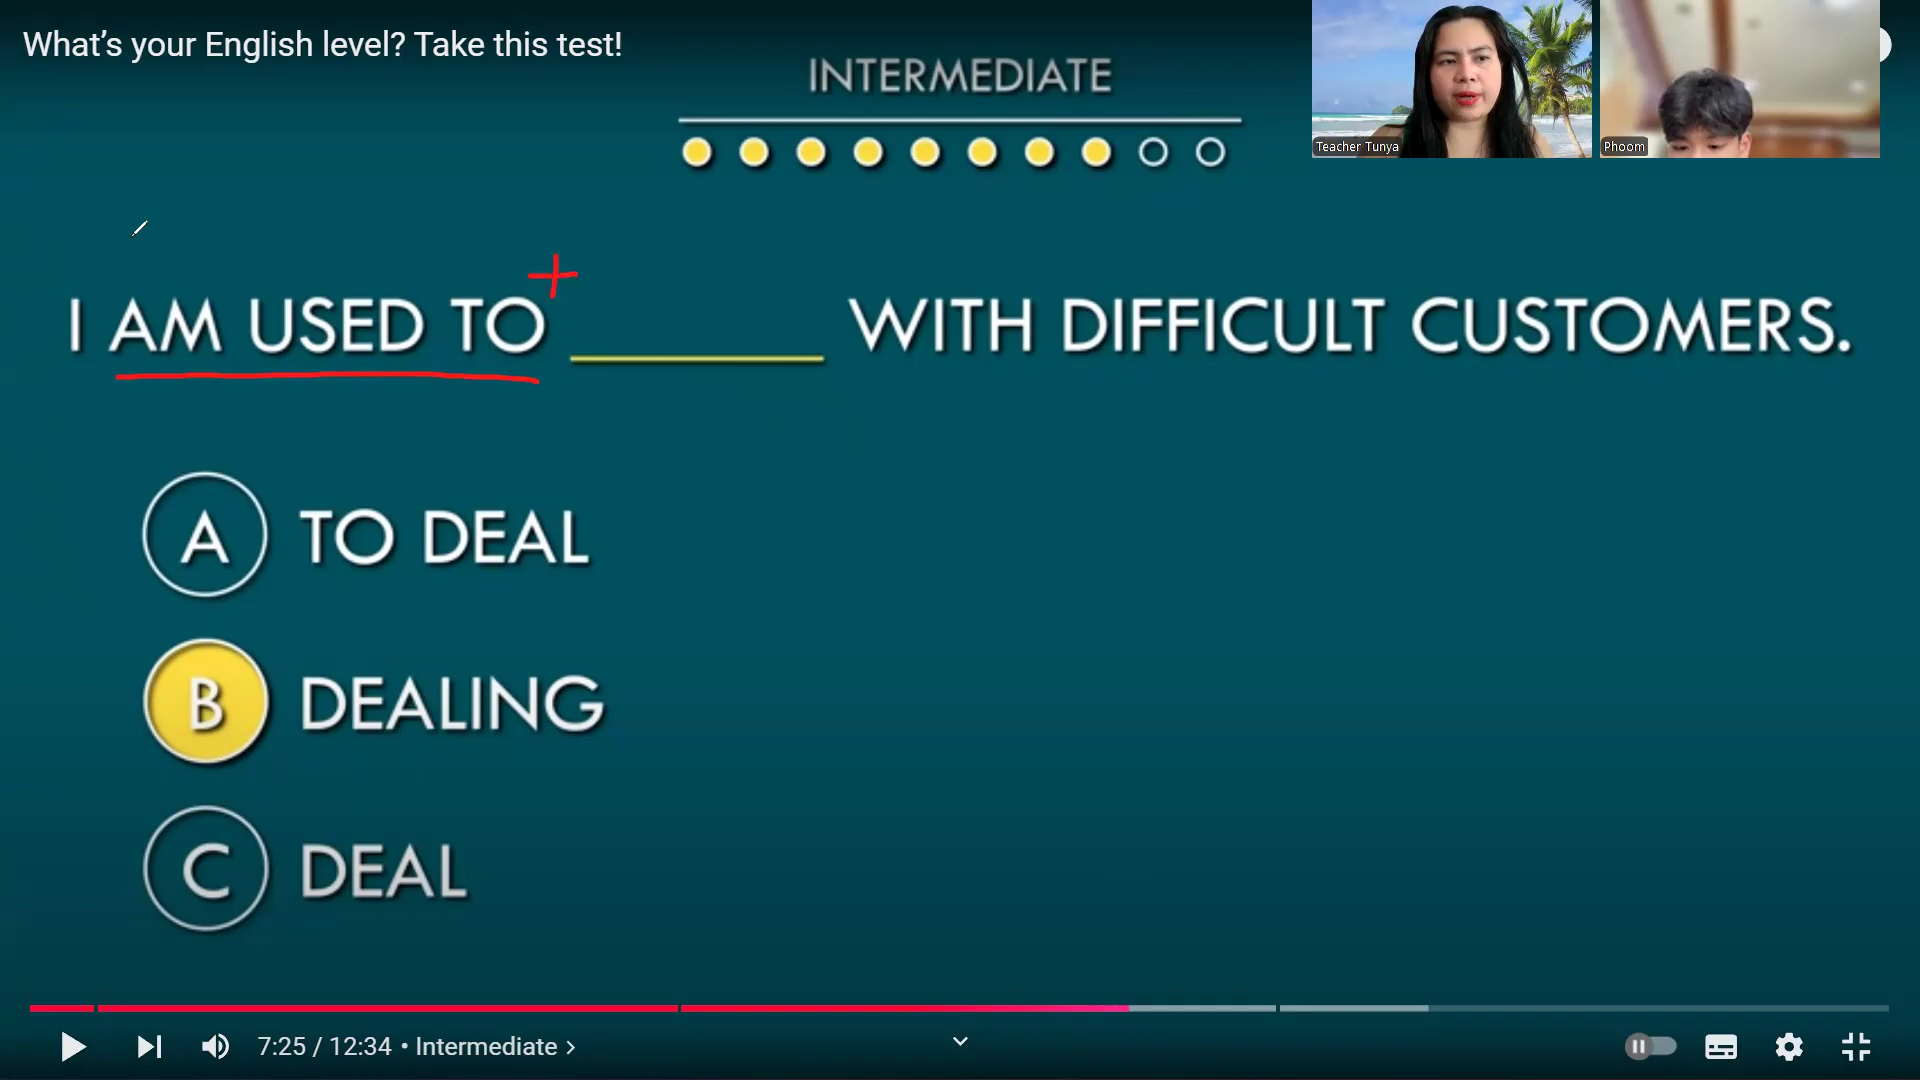 What’s your English level? Take this test!
INTERMEDIATE
Teacher Tunya
Phoom
+
I AM USED TO ______ WITH DIFFICULT CUSTOMERS.
A TO DEAL
B DEALING
C DEAL
7:25 / 12:34 • Intermediate >